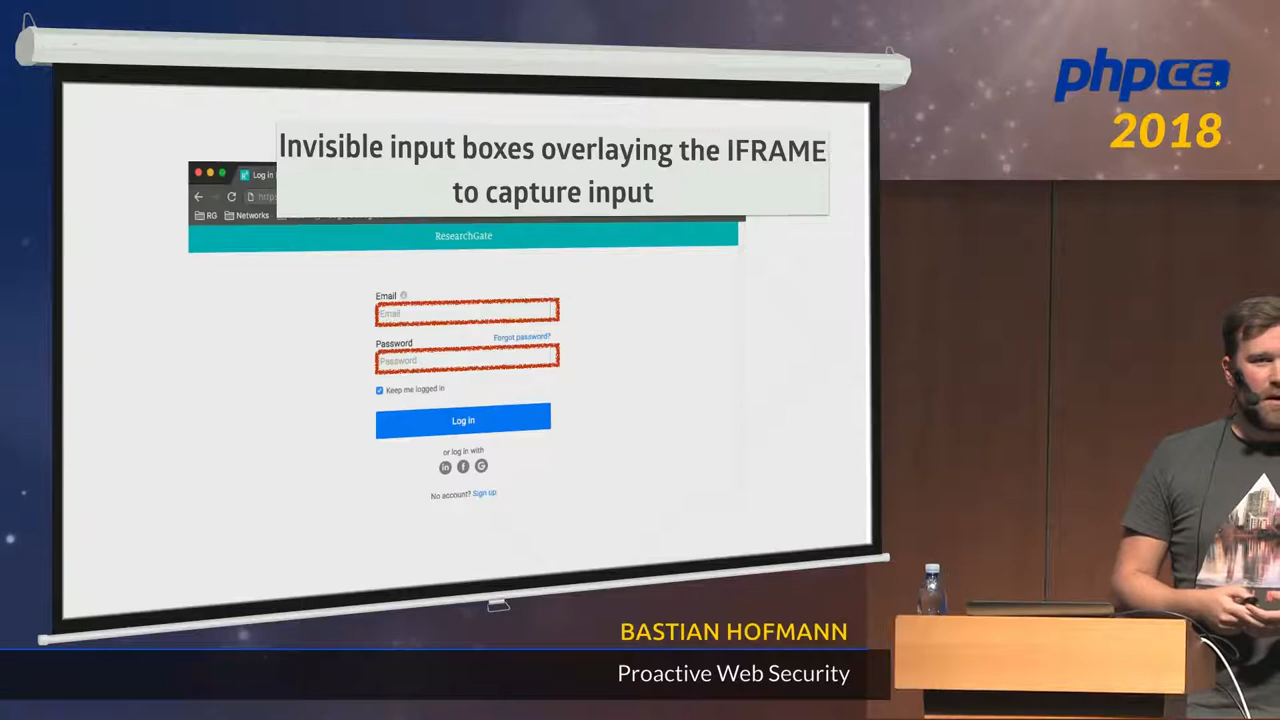 phpce
2018
Invisible input boxes overlaying the IFRAME
to capture input
Log in
http
RG Networks
ResearchGate
Email
Email
Password Forgot password?
Password
Keep me logged in
Log in
or log in with
in f G
No account? Sign up
BASTIAN HOFMANN
Proactive Web Security